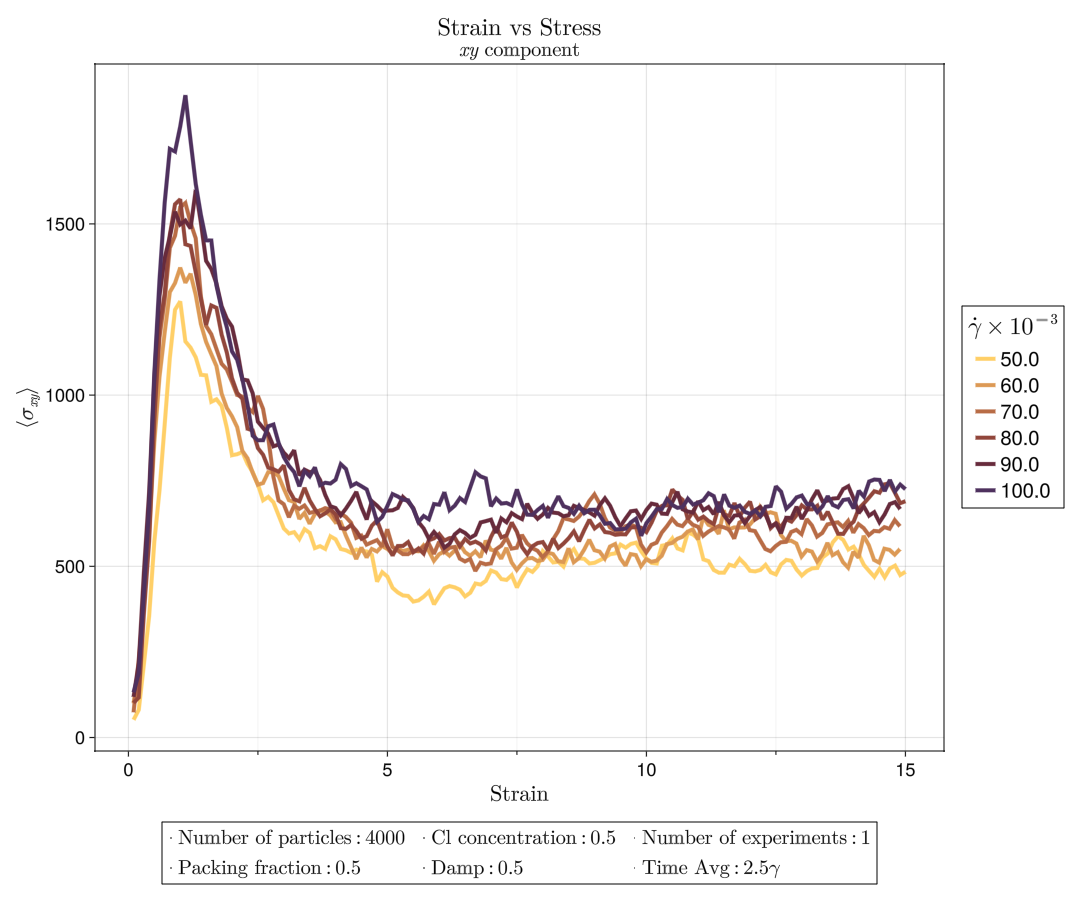 Strain vs Stress
xy component
⟨σxy⟩
1500
1000
500
0
0 5 10 15
Strain
γ̇ × 10⁻³
50.0
60.0
70.0
80.0
90.0
100.0
· Number of particles : 4000 · Cl concentration : 0.5 · Number of experiments : 1
· Packing fraction : 0.5 · Damp : 0.5 · Time Avg : 2.5γ